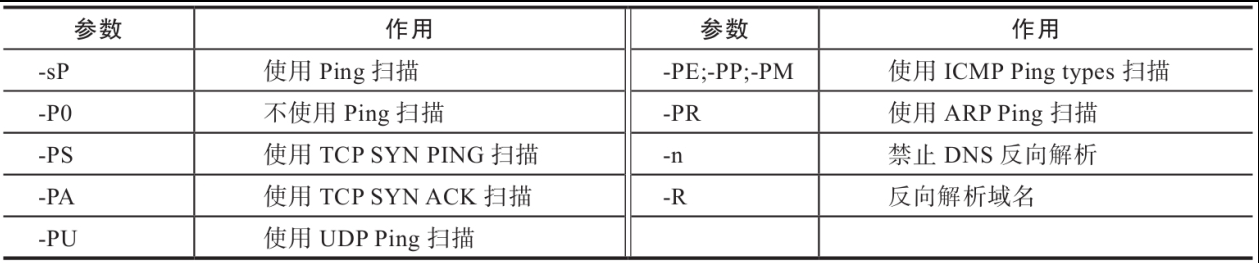 参数 作用 参数 作用
-sP 使用 Ping 扫描 -PE;-PP;-PM 使用 ICMP Ping types 扫描
-P0 不使用 Ping 扫描 -PR 使用 ARP Ping 扫描
-PS 使用 TCP SYN PING 扫描 -n 禁止 DNS 反向解析
-PA 使用 TCP SYN ACK 扫描 -R 反向解析域名
-PU 使用 UDP Ping 扫描